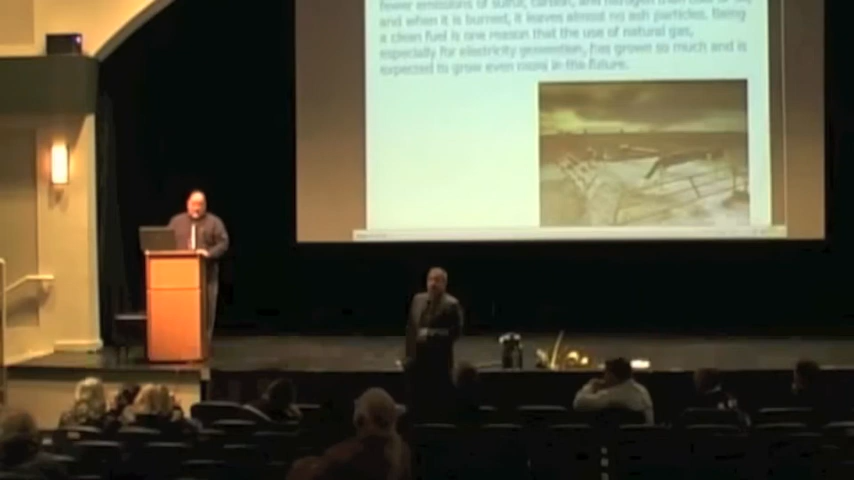 fewer emissions of sulfur, carbon, and nitrogen than coal or oil,
and when it is burned, it leaves almost no ash particles. Being
a clean fuel is one reason that the use of natural gas,
especially for electricity generation, has grown so much and is
expected to grow even more in the future.